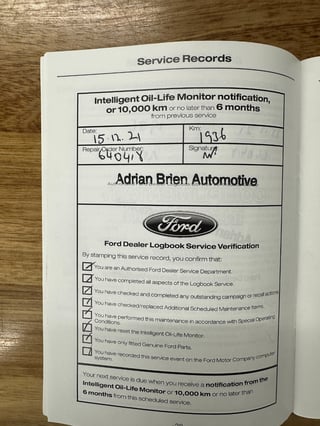 Service Records
Intelligent Oil-Life Monitor notification,
or 10,000 km or no later than 6 months
from previous service
Date:
15.12.21
Km:
1936
Repair Order Number:
640418
Signature
Adrian Brien Automotive
Ford
Ford Dealer Logbook Service Verification
By stamping this service record, you confirm that:
You are an Authorised Ford Dealer Service Department.
You have completed all aspects of the Logbook Service.
You have checked and completed any outstanding campaign or recall actions.
You have checked/replaced Additional Scheduled Maintenance Items.
You have performed this maintenance in accordance with Special Operating
Conditions.
You have reset the Intelligent Oil-Life Monitor.
You have only fitted Genuine Ford Parts.
You have recorded this service event on the Ford Motor Company computer
system.
Your next service is due when you receive a notification from the
Intelligent Oil-Life Monitor or 10,000 km or no later than
6 months from this scheduled service.